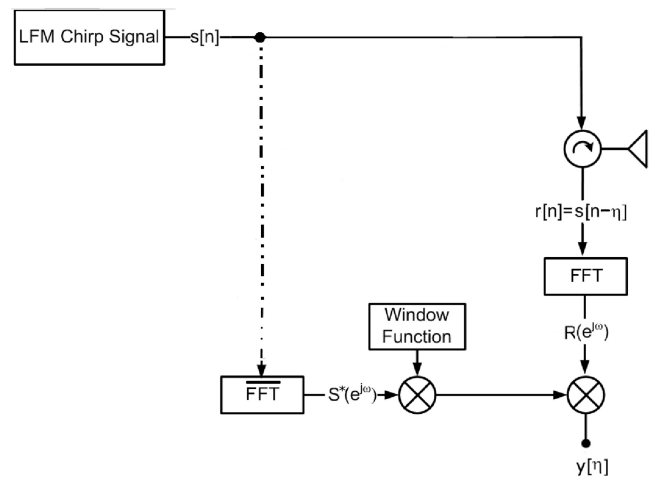 LFM Chirp Signal
s[n]
r[n]=s[n−η]
FFT
R(e^jω)
Window
Function
FFT
S*(e^jω)
y[η]